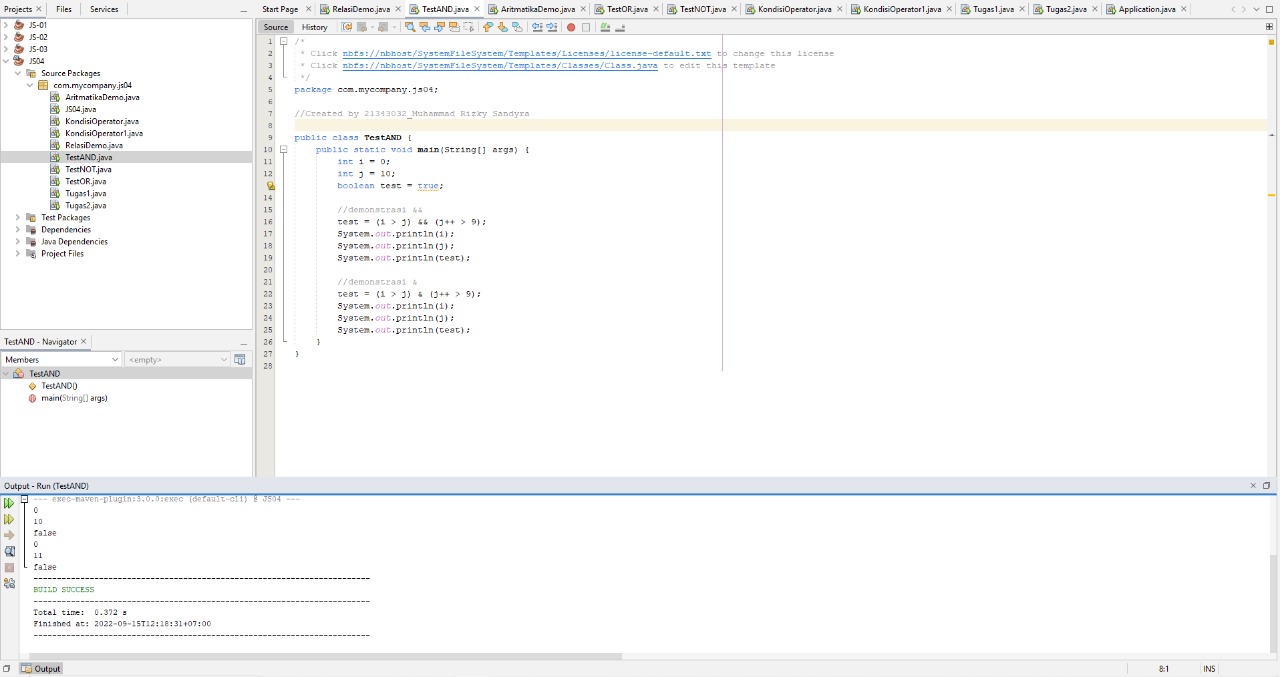 Projects Files Services
JS-01
JS-02
JS-03
JS04
Source Packages
com.mycompany.js04
AritmatikaDemo.java
JS04.java
KondisiOperator.java
KondisiOperator1.java
RelasiDemo.java
TestAND.java
TestNOT.java
TestOR.java
Tugas1.java
Tugas2.java
Test Packages
Dependencies
Java Dependencies
Project Files
TestAND - Navigator
Members <empty>
TestAND
TestAND()
main(String[] args)
Start Page RelasiDemo.java TestAND.java AritmatikaDemo.java TestOR.java TestNOT.java KondisiOperator.java KondisiOperator1.java Tugas1.java Tugas2.java Application.java
Source History
1 /*
2 * Click nbfs://nbhost/SystemFileSystem/Templates/Licenses/license-default.txt to change this license
3 * Click nbfs://nbhost/SystemFileSystem/Templates/Classes/Class.java to edit this template
4 */
5 package com.mycompany.js04;
6
7 //Created by 21343032_Muhammad Rizky Sandyra
8
9 public class TestAND {
10 public static void main(String[] args) {
11 int i = 0;
12 int j = 10;
boolean test = true;
14
15 //demonstrasi &&
16 test = (i > j) && (j++ > 9);
17 System.out.println(i);
18 System.out.println(j);
19 System.out.println(test);
20
21 //demonstrasi &
22 test = (i > j) & (j++ > 9);
23 System.out.println(i);
24 System.out.println(j);
25 System.out.println(test);
26 }
27 }
28
Output - Run (TestAND)
--- exec-maven-plugin:3.0.0:exec (default-cli) @ JS04 ---
0
10
false
0
11
false
------------------------------------------------------------------------
BUILD SUCCESS
------------------------------------------------------------------------
Total time: 0.372 s
Finished at: 2022-09-15T12:18:31+07:00
------------------------------------------------------------------------
Output 8:1 INS